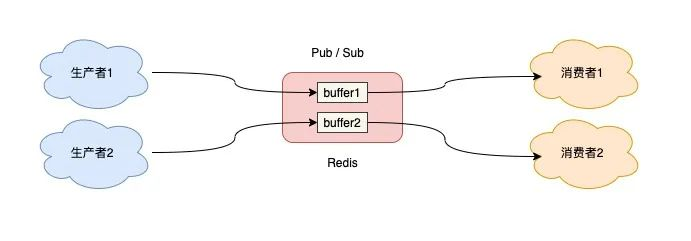 Pub / Sub
生产者1
buffer1
消费者1
生产者2
buffer2
消费者2
Redis